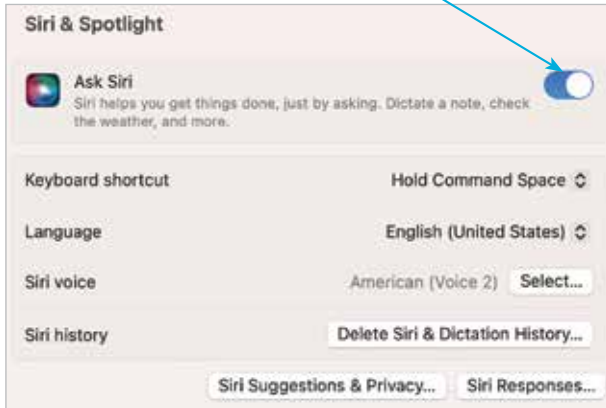 Siri & Spotlight
Ask Siri
Siri helps you get things done, just by asking. Dictate a note, check
the weather, and more.
Keyboard shortcut
Hold Command Space
Language
English (United States)
Siri voice
American (Voice 2)
Select...
Siri history
Delete Siri & Dictation History...
Siri Suggestions & Privacy...
Siri Responses...